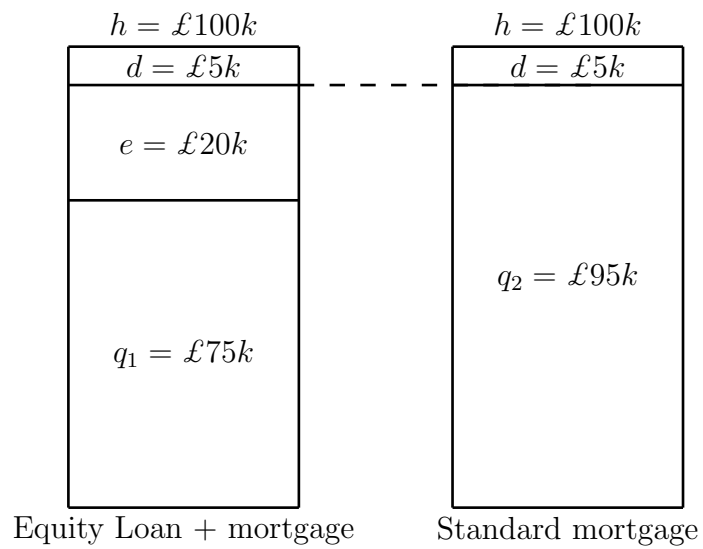 h = £100k
d = £5k
e = £20k
q₁ = £75k
Equity Loan + mortgage
h = £100k
d = £5k
q₂ = £95k
Standard mortgage